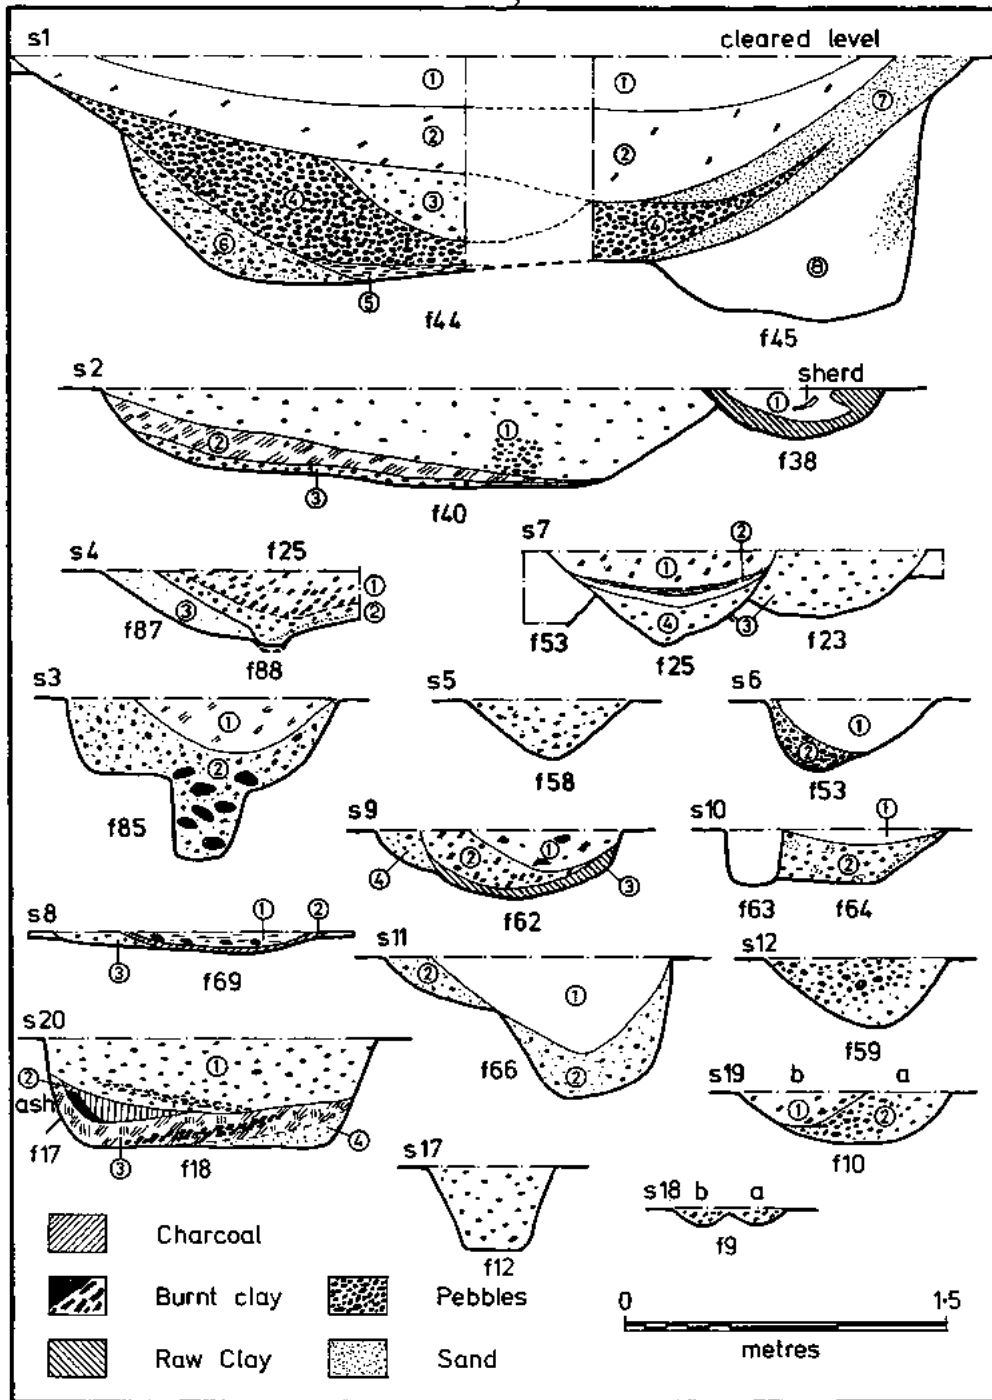 s1
cleared level
① ①
⑦
② ②
④ ③ ④
⑥
⑧
⑤
f44
f45
s2
sherd
① ①
②
③
f38
f40
s4 f25
①
②
③
f87
f88
s7
②
①
④
③
f53
f25
f23
s3
①
②
f85
s5
f58
s6
①
②
f53
s9
①
②
④ ③
f62
s10
①
②
f63 f64
s8
① ②
③
f69
s11
②
①
②
f66
s12
f59
s20
①
②
ash
④
③
f17 f18
s19 b a
① ②
f10
s17
f12
s18 b a
f9
Charcoal
Burnt clay
Pebbles
Raw Clay
Sand
0 1·5
metres